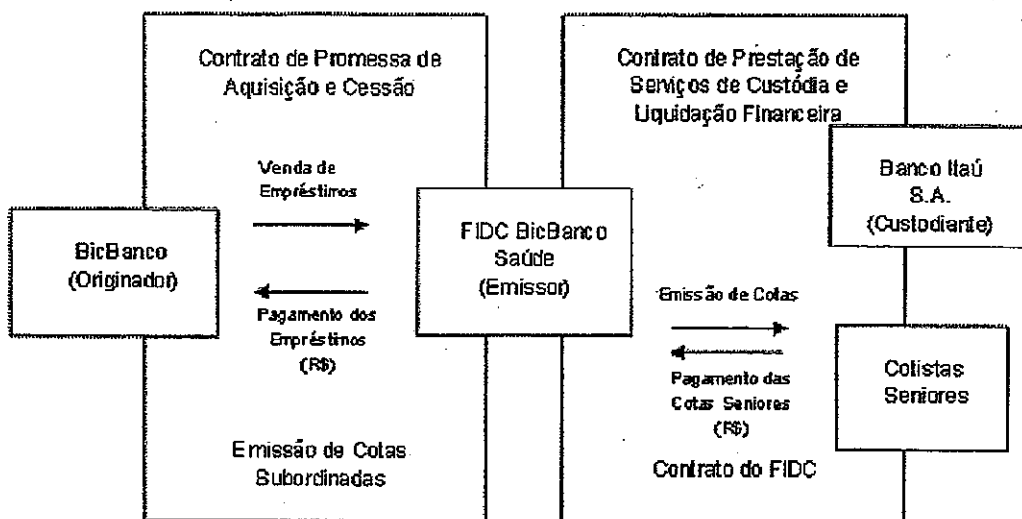 Contrato de Promessa de
Aquisição e Cessão
Contrato de Prestação de
Serviços de Custódia e
Liquidação Financeira
Venda de
Empréstimos
Banco Itaú
S.A.
(Custodiante)
BicBanco
(Originador)
FIDC BicBanco
Saúde
(Emissor)
Pagamento dos
Empréstimos
(R$)
Emissão de Cotas
Pagamento das
Cotas Seniores
(R$)
Cotistas
Seniores
Emissão de Cotas
Subordinadas
Contrato do FIDC